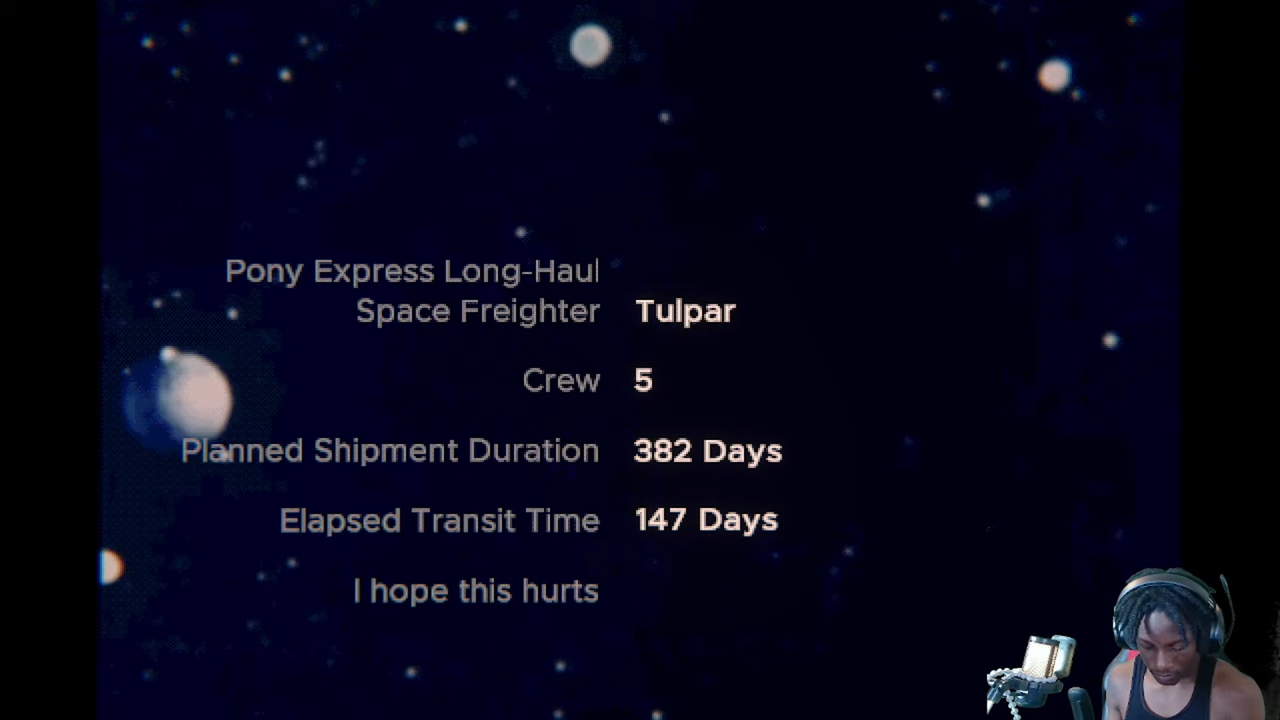 Pony Express Long-Haul
Space Freighter Tulpar
Crew 5
Planned Shipment Duration 382 Days
Elapsed Transit Time 147 Days
I hope this hurts